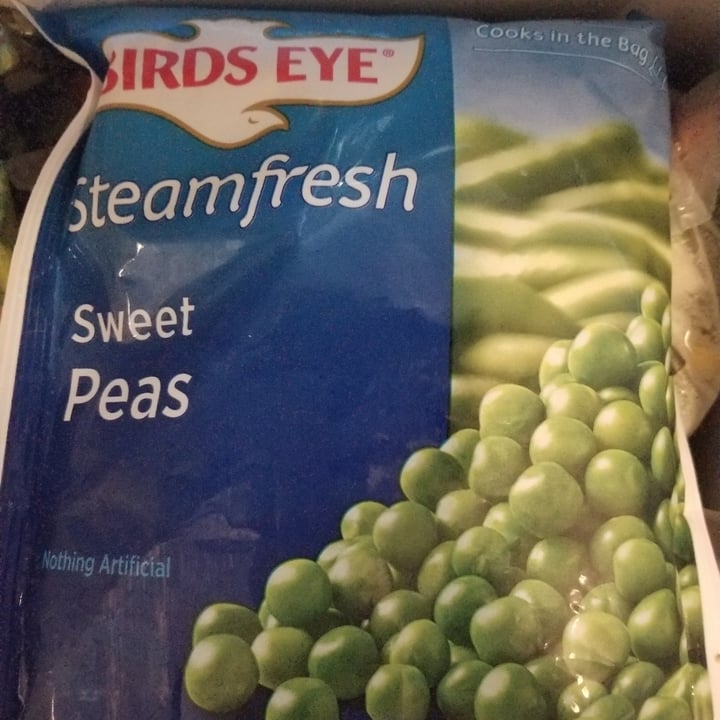 BIRDS EYE®
Cooks in the Bag
Steamfresh
Sweet
Peas
Nothing Artificial